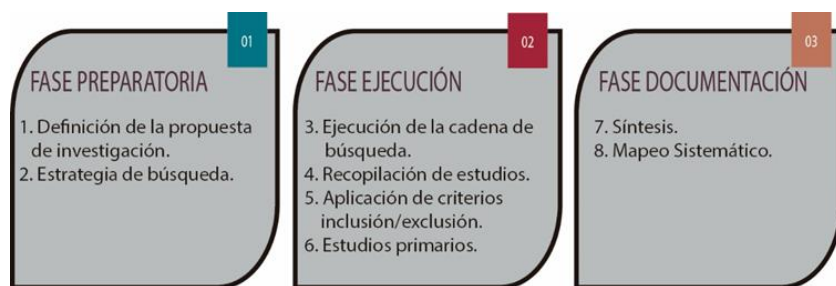 01
FASE PREPARATORIA
1. Definición de la propuesta
de investigación.
2. Estrategia de búsqueda.
02
FASE EJECUCIÓN
3. Ejecución de la cadena de
búsqueda.
4. Recopilación de estudios.
5. Aplicación de criterios
inclusión/exclusión.
6. Estudios primarios.
03
FASE DOCUMENTACIÓN
7. Síntesis.
8. Mapeo Sistemático.